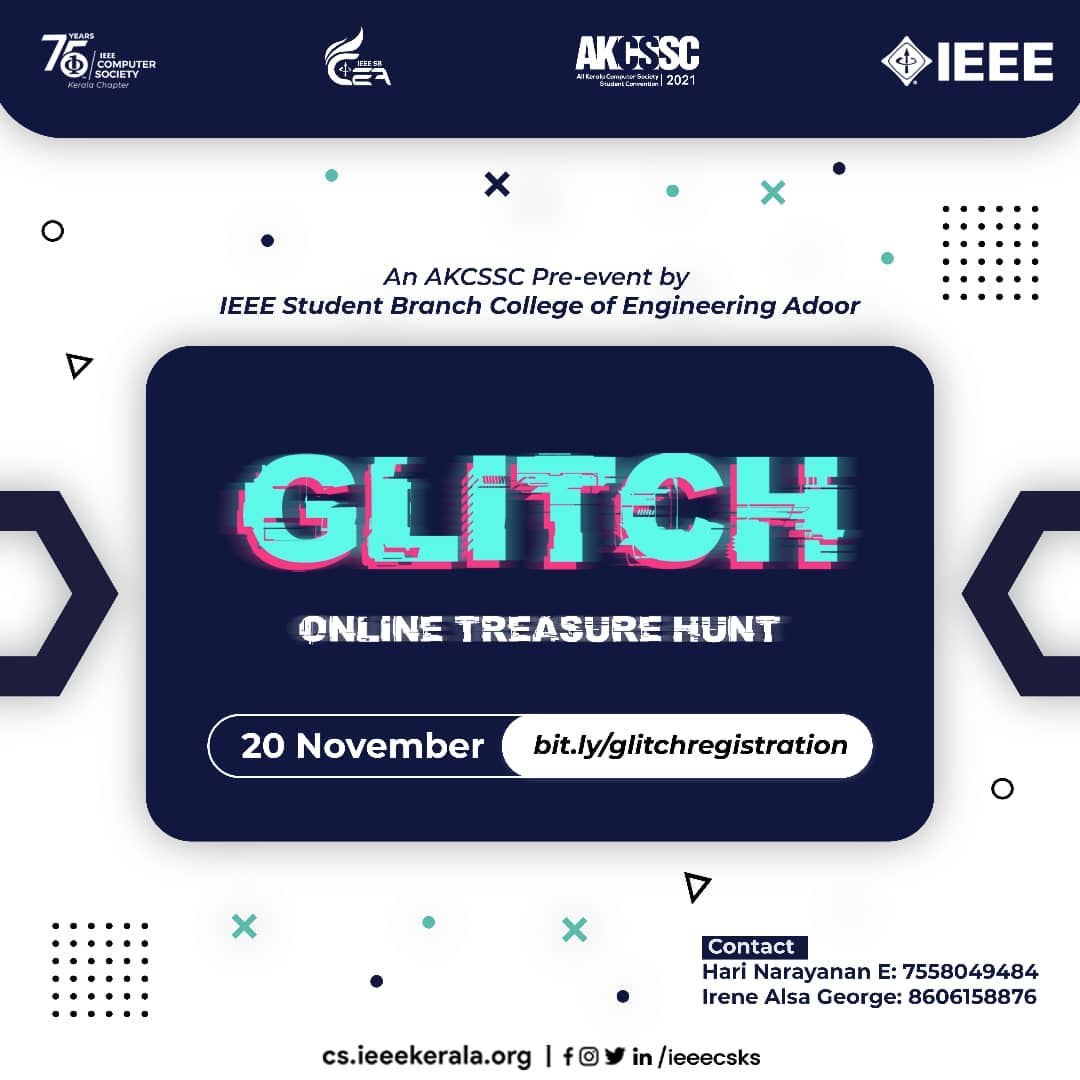 75 YEARS
IEEE
COMPUTER
SOCIETY
Kerala Chapter
IEEE SB
CEA
AKCSSC
All Kerala Computer Society
Student Convention | 2021
IEEE
An AKCSSC Pre-event by
IEEE Student Branch College of Engineering Adoor
GLITCH
ONLINE TREASURE HUNT
20 November bit.ly/glitchregistration
Contact
Hari Narayanan E: 7558049484
Irene Alsa George: 8606158876
cs.ieeekerala.org | /ieeecsks